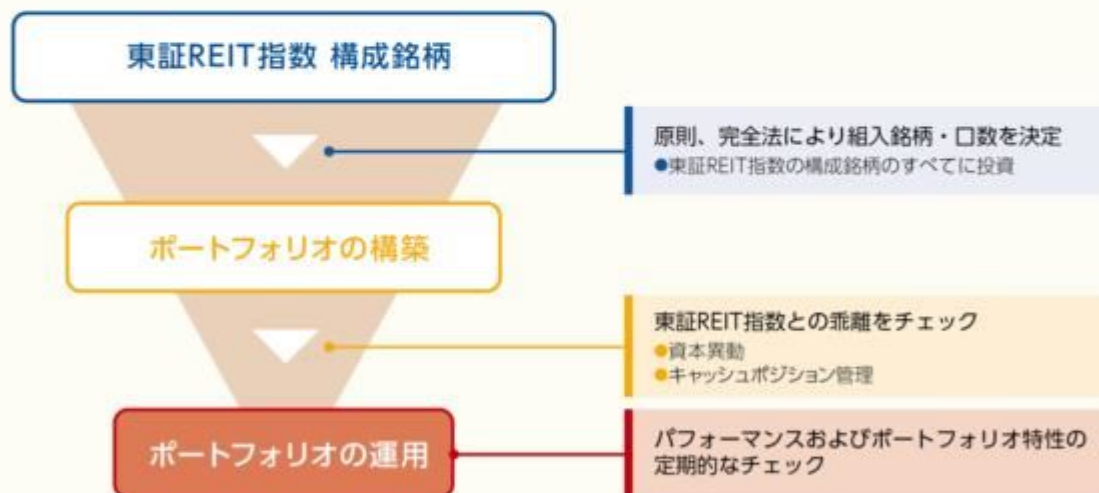 東証REIT指数 構成銘柄
原則、完全法により組入銘柄・口数を決定
●東証REIT指数の構成銘柄のすべてに投資
ポートフォリオの構築
東証REIT指数との乖離をチェック
●資本異動
●キャッシュポジション管理
ポートフォリオの運用
パフォーマンスおよびポートフォリオ特性の
定期的なチェック